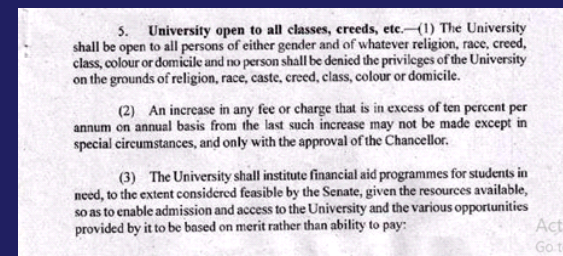 5. University open to all classes, creeds, etc.—(1) The University
shall be open to all persons of either gender and of whatever religion, race, creed,
class, colour or domicile and no person shall be denied the privileges of the University
on the grounds of religion, race, caste, creed, class, colour or domicile.
(2) An increase in any fee or charge that is in excess of ten percent per
annum on annual basis from the last such increase may not be made except in
special circumstances, and only with the approval of the Chancellor.
(3) The University shall institute financial aid programmes for students in
need, to the extent considered feasible by the Senate, given the resources available,
so as to enable admission and access to the University and the various opportunities
provided by it to be based on merit rather than ability to pay:
Act
Go t